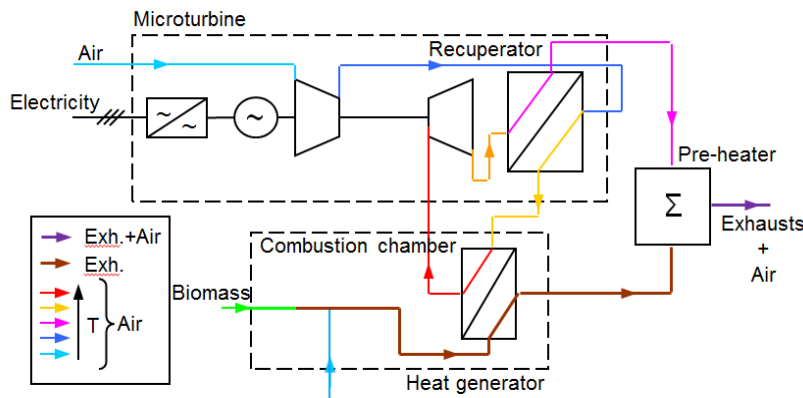 Microturbine
Air
Recuperator
Electricity
~
~
~
Pre-heater
Σ
Exhausts
+
Air
Exh.+Air
Exh.
T
Air
Combustion chamber
Biomass
Heat generator